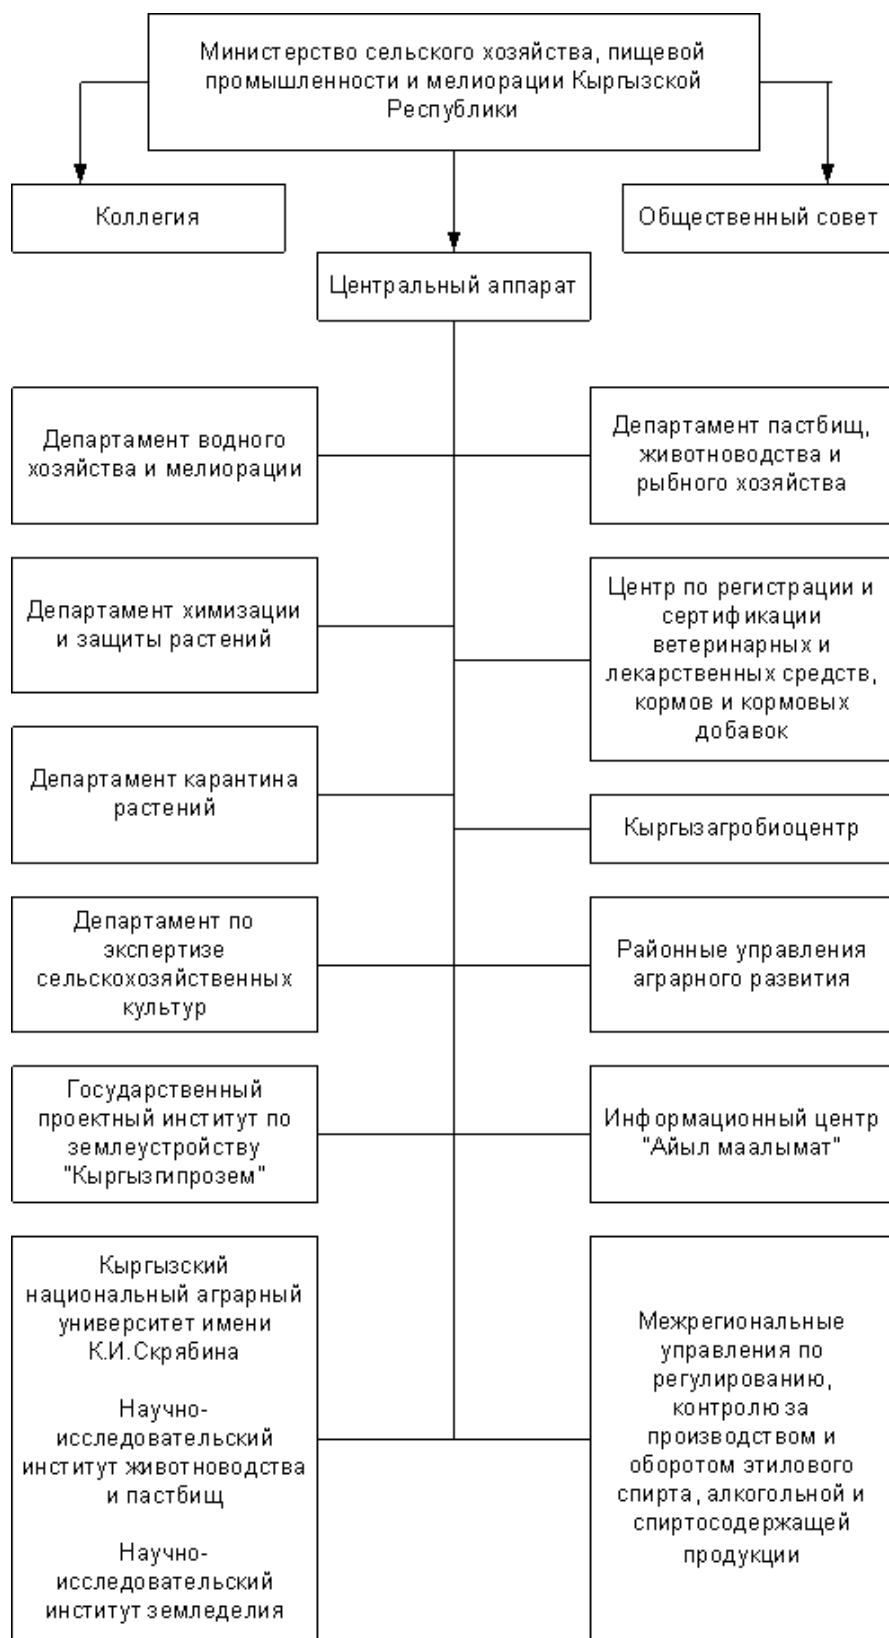 Министерство сельского хозяйства, пищевой
промышленности и мелиорации Кыргызской
Республики
Коллегия
Общественный совет
Центральный аппарат
Департамент водного
хозяйства и мелиорации
Департамент пастбищ,
животноводства и
рыбного хозяйства
Департамент химизации
и защиты растений
Центр по регистрации и
сертификации
ветеринарных и
лекарственных средств,
кормов и кормовых
добавок
Департамент карантина
растений
Кыргызагробиоцентр
Департамент по
экспертизе
сельскохозяйственных
культур
Районные управления
аграрного развития
Государственный
проектный институт по
землеустройству
"Кыргызгипрозем"
Информационный центр
"Айыл маалымат"
Кыргызский
национальный аграрный
университет имени
К.И.Скрябина
Научно-
исследовательский
институт животноводства
и пастбищ
Научно-
исследовательский
институт земледелия
Межрегиональные
управления по
регулированию,
контролю за
производством и
оборотом этилового
спирта, алкогольной и
спиртосодержащей
продукции